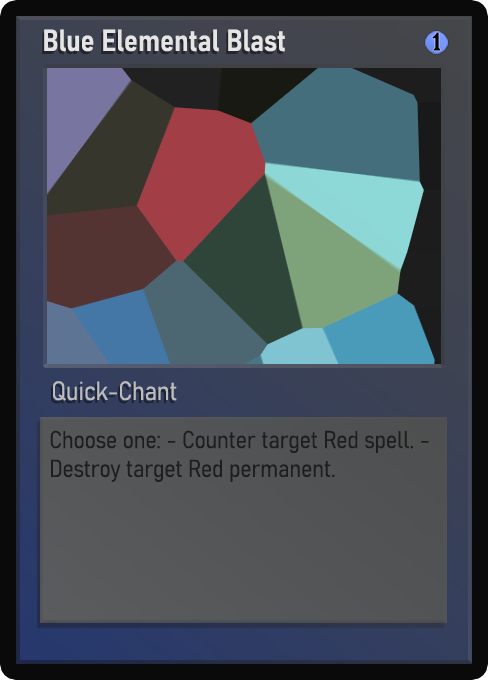 Blue Elemental Blast
1
Quick-Chant
Choose one: - Counter target Red spell. -
Destroy target Red permanent.